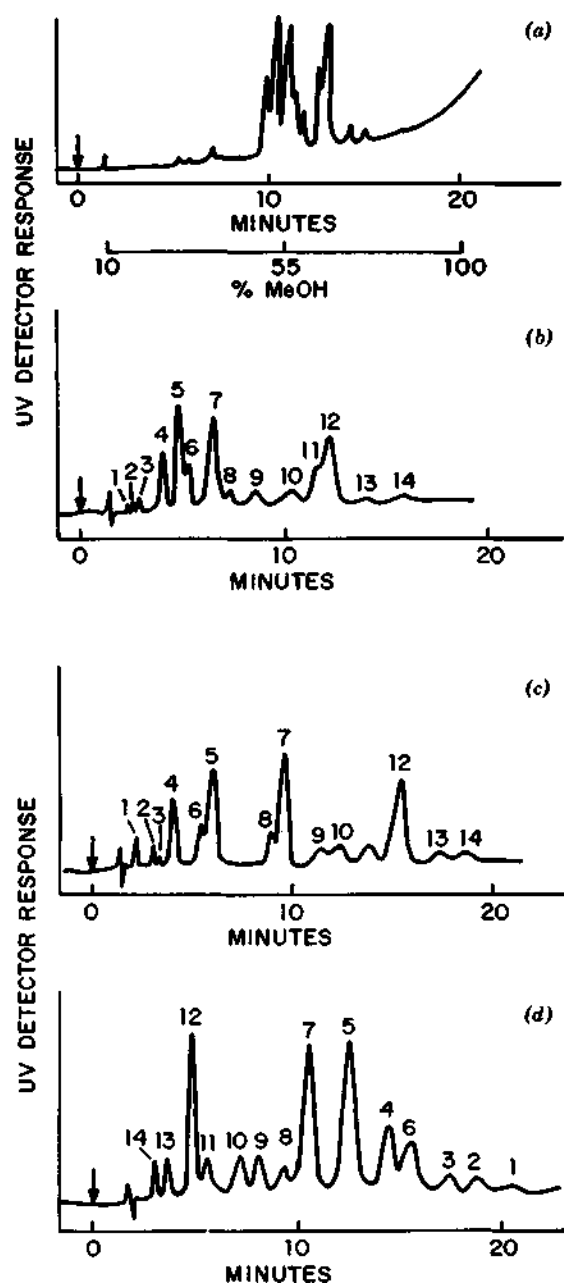 (a)
UV DETECTOR RESPONSE
0 10 20
MINUTES
10 55 100
% MeOH
(b)
1 2 3 4 5 6 7 8 9 10 11 12 13 14
0 10 20
MINUTES
(c)
UV DETECTOR RESPONSE
1 2 3 4 6 5 8 7 9 10 12 13 14
0 10 20
MINUTES
(d)
14 13 12 11 10 9 8 7 5 4 6 3 2 1
0 10 20
MINUTES